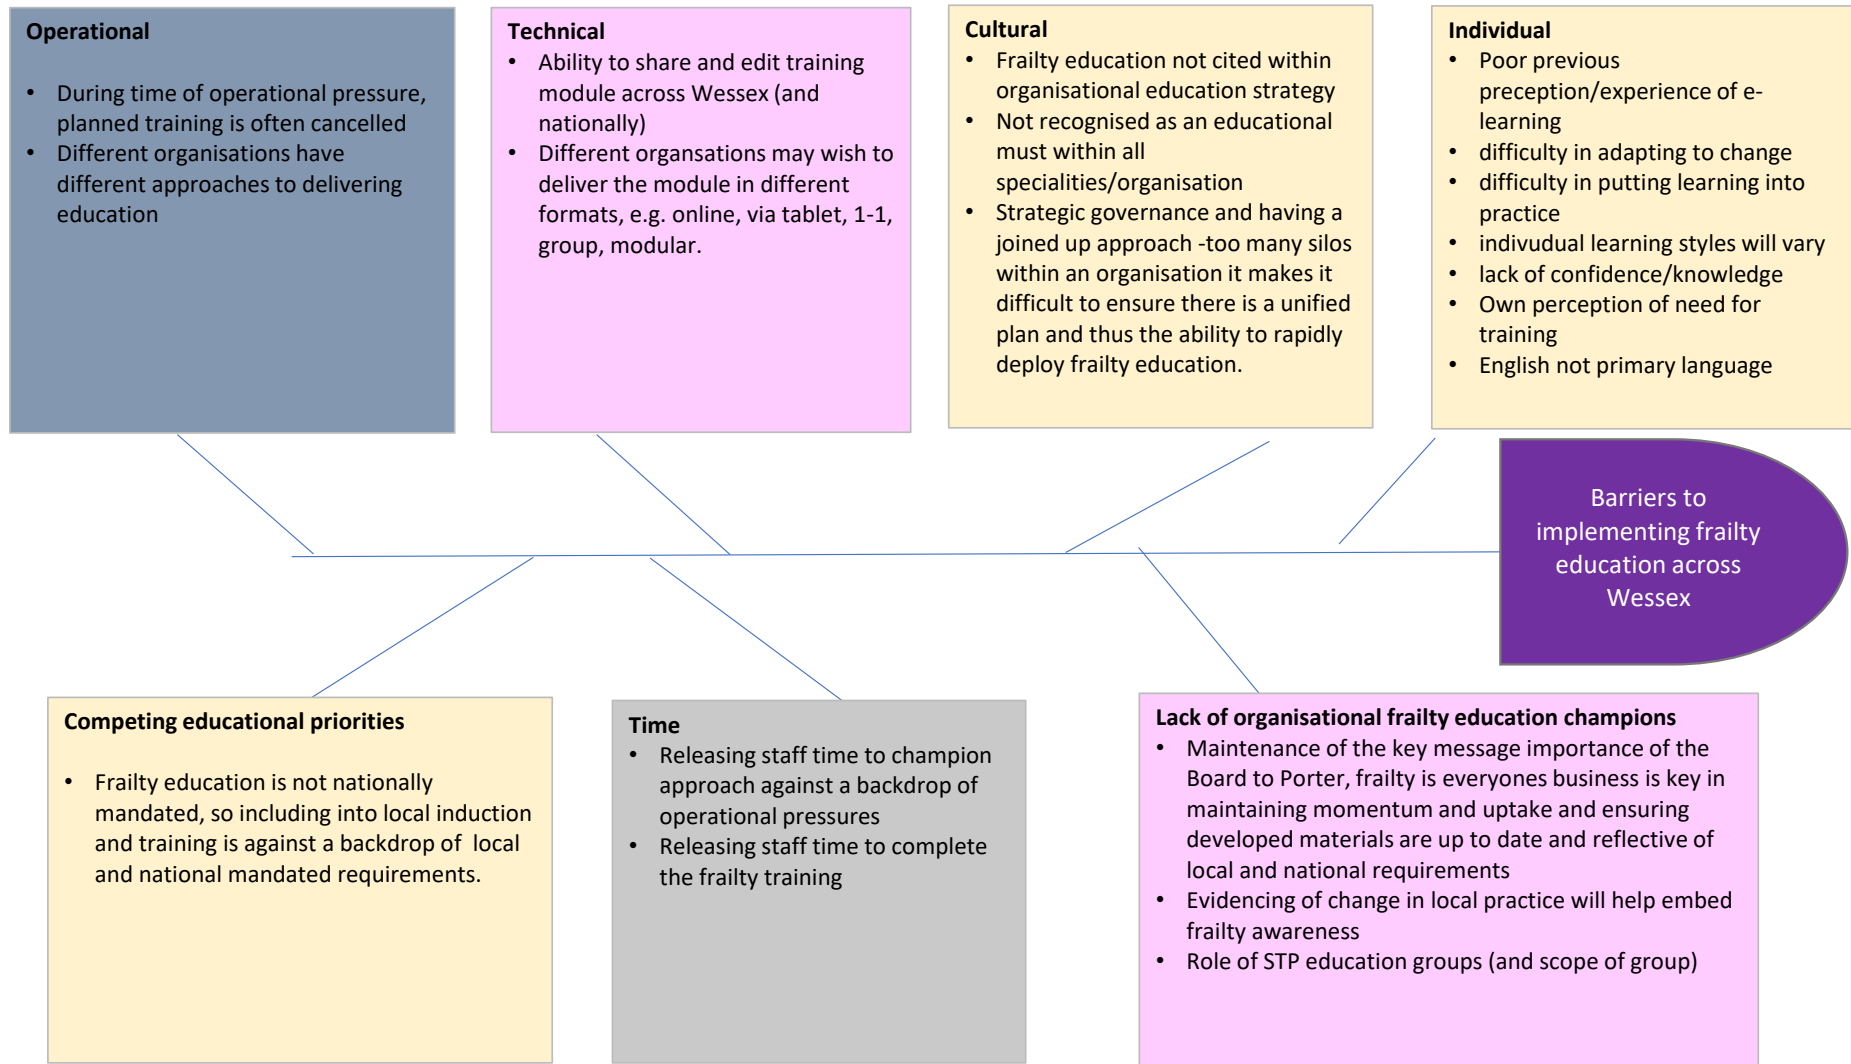 Operational
• During time of operational pressure,
planned training is often cancelled
• Different organisations have
different approaches to delivering
education
Technical
• Ability to share and edit training
module across Wessex (and
nationally)
• Different organsations may wish to
deliver the module in different
formats, e.g. online, via tablet, 1-1,
group, modular.
Cultural
• Frailty education not cited within
organisational education strategy
• Not recognised as an educational
must within all
specialities/organisation
• Strategic governance and having a
joined up approach -too many silos
within an organisation it makes it
difficult to ensure there is a unified
plan and thus the ability to rapidly
deploy frailty education.
Individual
• Poor previous
preception/experience of e-
learning
• difficulty in adapting to change
• difficulty in putting learning into
practice
• indivudual learning styles will vary
• lack of confidence/knowledge
• Own perception of need for
training
• English not primary language
Barriers to
implementing frailty
education across
Wessex
Competing educational priorities
• Frailty education is not nationally
mandated, so including into local induction
and training is against a backdrop of  local
and national mandated requirements.
Time
• Releasing staff time to champion
approach against a backdrop of
operational pressures
• Releasing staff time to complete
the frailty training
Lack of organisational frailty education champions
• Maintenance of the key message importance of the
Board to Porter, frailty is everyones business is key in
maintaining momentum and uptake and ensuring
developed materials are up to date and reflective of
local and national requirements
• Evidencing of change in local practice will help embed
frailty awareness
• Role of STP education groups (and scope of group)